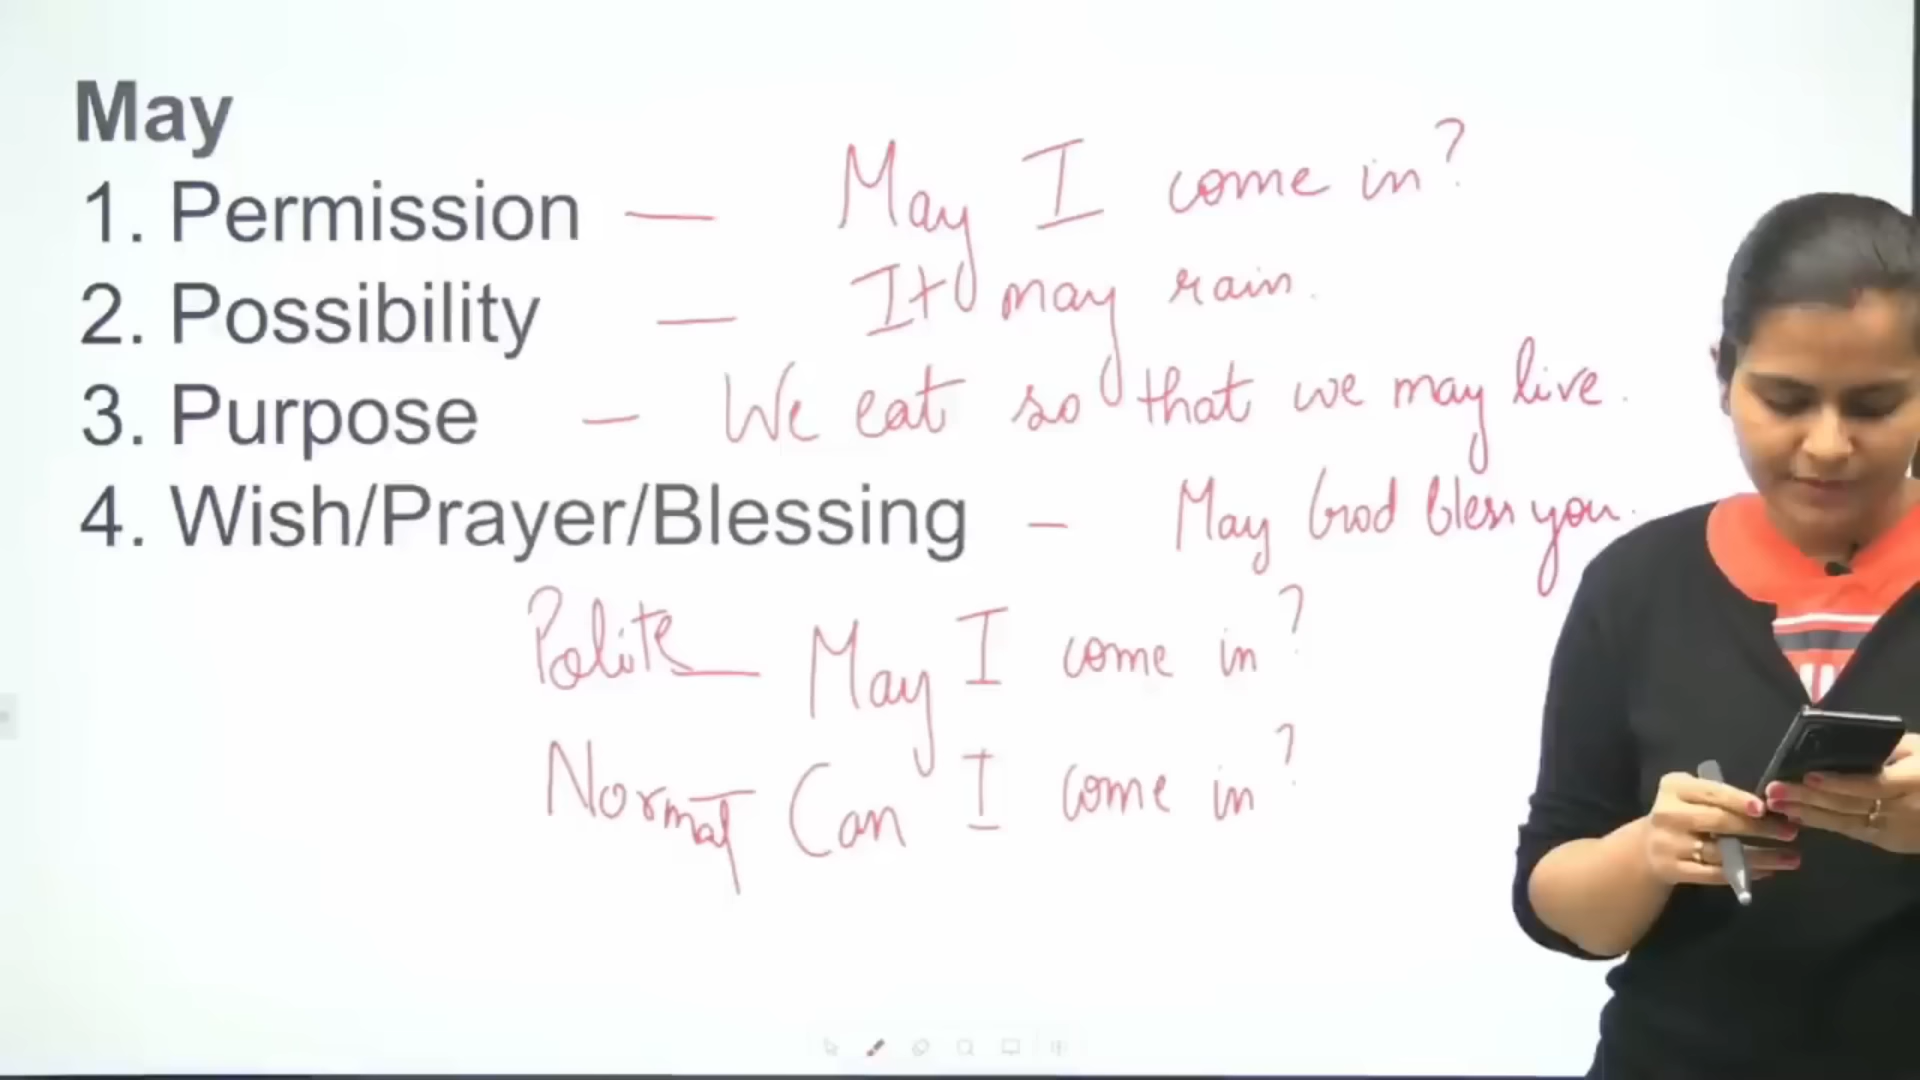 May
1. Permission — May I come in?
2. Possibility — It may rain.
3. Purpose — We eat so that we may live.
4. Wish/Prayer/Blessing — May God bless you.
Polite — May I come in?
Normal Can I come in?